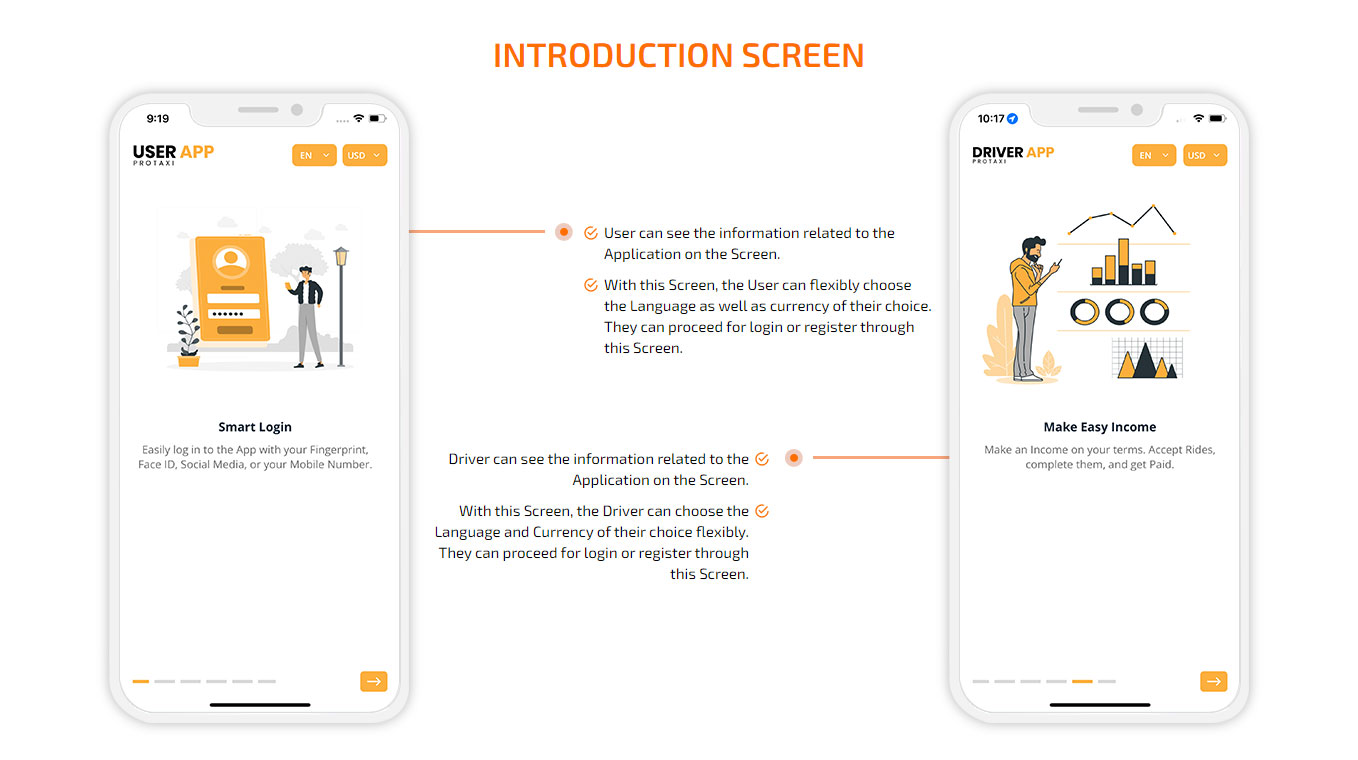 INTRODUCTION SCREEN
9:19
USER APP
PROTAXI
EN
USD
Smart Login
Easily log in to the App with your Fingerprint,
Face ID, Social Media, or your Mobile Number.
User can see the information related to the
Application on the Screen.
With this Screen, the User can flexibly choose
the Language as well as currency of their choice.
They can proceed for login or register through
this Screen.
Driver can see the information related to the
Application on the Screen.
With this Screen, the Driver can choose the
Language and Currency of their choice flexibly.
They can proceed for login or register through
this Screen.
10:17
DRIVER APP
PROTAXI
EN
USD
Make Easy Income
Make an Income on your terms. Accept Rides,
complete them, and get Paid.